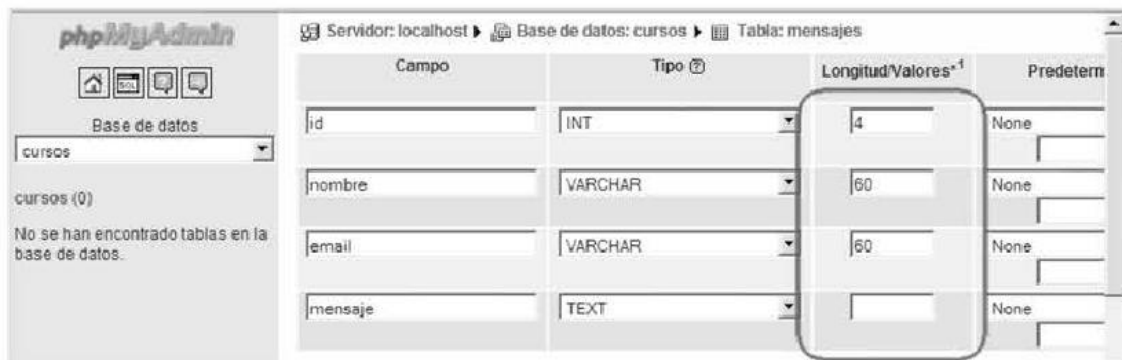 phpMyAdmin
SQL
Base de datos
cursos
cursos (0)
No se han encontrado tablas en la
base de datos.
Servidor: localhost Base de datos: cursos Tabla: mensajes
Campo Tipo Longitud/Valores*1 Predeterm
id INT 4 None
nombre VARCHAR 60 None
email VARCHAR 60 None
mensaje TEXT None